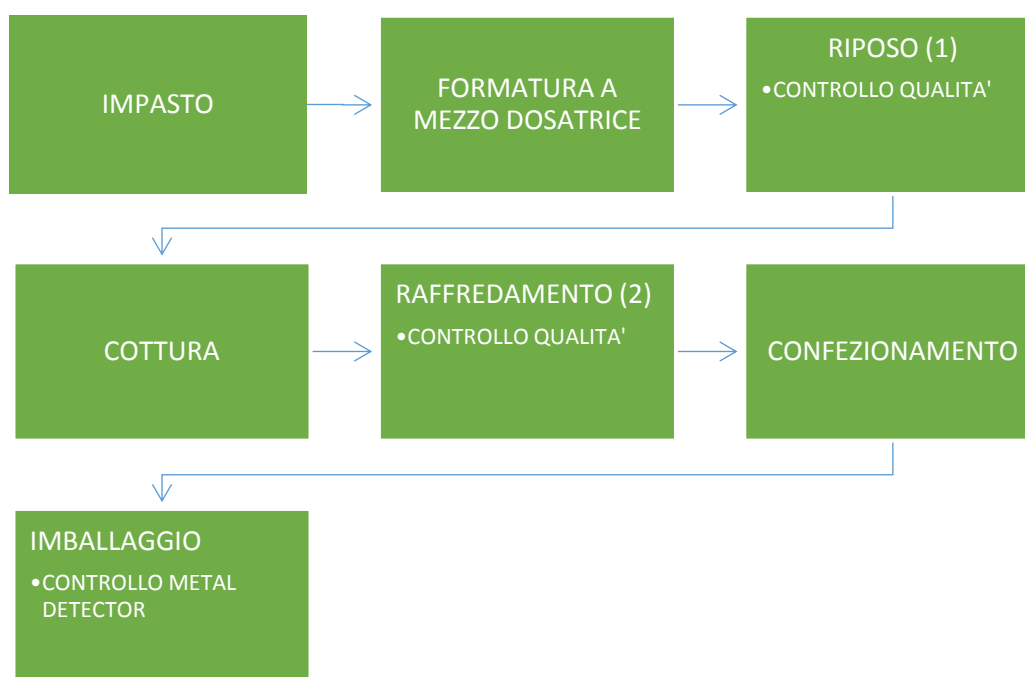 IMPASTO
FORMATURA A
MEZZO DOSATRICE
RIPOSO (1)
•CONTROLLO QUALITA'
COTTURA
RAFFREDAMENTO (2)
•CONTROLLO QUALITA'
CONFEZIONAMENTO
IMBALLAGGIO
•CONTROLLO METAL
DETECTOR